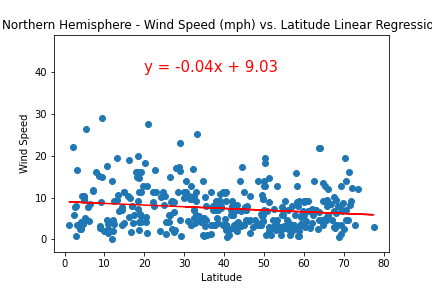 Northern Hemisphere - Wind Speed (mph) vs. Latitude Linear Regressio
y = -0.04x + 9.03
40
30
20
10
0
Wind Speed
0 10 20 30 40 50 60 70 80
Latitude